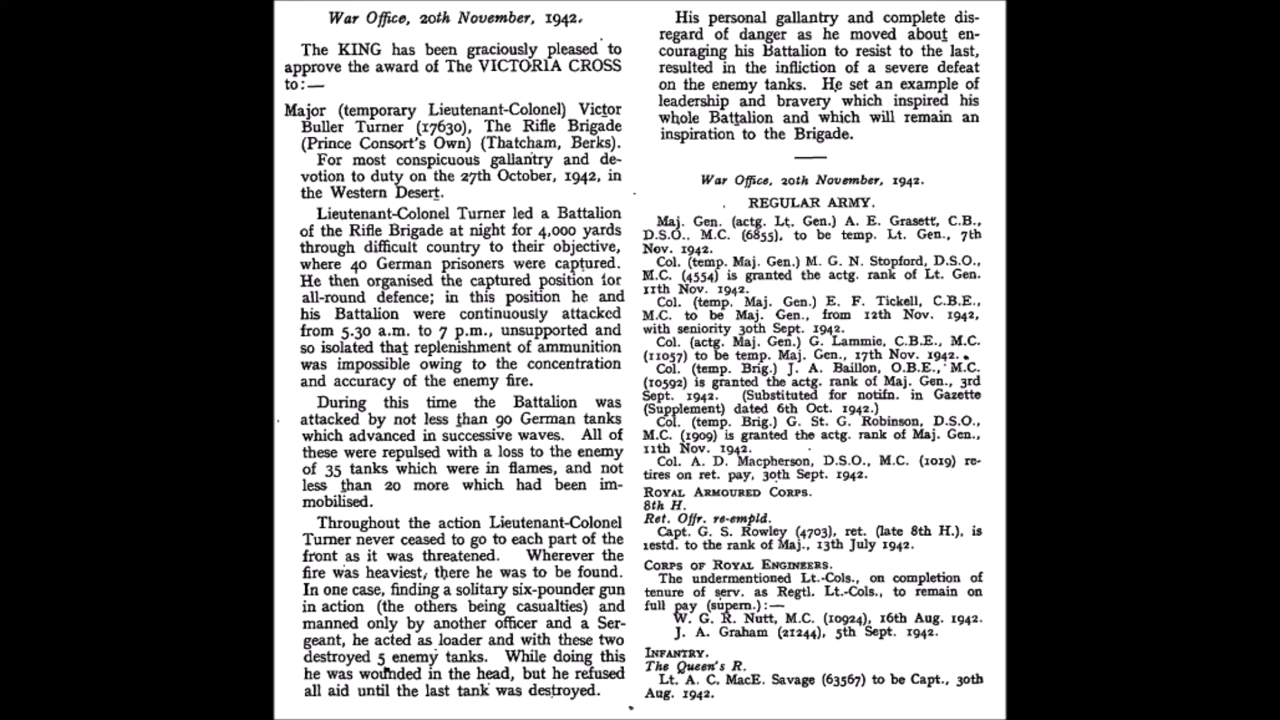 War Office, 20th November, 1942.
The KING has been graciously pleased to
approve the award of The VICTORIA CROSS
to:—
Major (temporary Lieutenant-Colonel) Victor
Buller Turner (17630), The Rifle Brigade
(Prince Consort's Own) (Thatcham, Berks).
For most conspicuous gallantry and de-
votion to duty on the 27th October, 1942, in
the Western Desert.
Lieutenant-Colonel Turner led a Battalion
of the Rifle Brigade at night for 4,000 yards
through difficult country to their objective,
where 40 German prisoners were captured.
He then organised the captured position for
all-round defence; in this position he and
his Battalion were continuously attacked
from 5.30 a.m. to 7 p.m., unsupported and
so isolated that replenishment of ammunition
was impossible owing to the concentration
and accuracy of the enemy fire.
During this time the Battalion was
attacked by not less than 90 German tanks
which advanced in successive waves. All of
these were repulsed with a loss to the enemy
of 35 tanks which were in flames, and not
less than 20 more which had been im-
mobilised.
Throughout the action Lieutenant-Colonel
Turner never ceased to go to each part of the
front as it was threatened. Wherever the
fire was heaviest, there he was to be found.
In one case, finding a solitary six-pounder gun
in action (the others being casualties) and
manned only by another officer and a Ser-
geant, he acted as loader and with these two
destroyed 5 enemy tanks. While doing this
he was wounded in the head, but he refused
all aid until the last tank was destroyed.
His personal gallantry and complete dis-
regard of danger as he moved about en-
couraging his Battalion to resist to the last,
resulted in the infliction of a severe defeat
on the enemy tanks. He set an example of
leadership and bravery which inspired his
whole Battalion and which will remain an
inspiration to the Brigade.
War Office, 20th November, 1942.
REGULAR ARMY.
Maj. Gen. (actg. Lt. Gen.) A. E. Grasett, C.B.,
D.S.O., M.C. (6855), to be temp. Lt. Gen., 7th
Nov. 1942.
Col. (temp. Maj. Gen.) M. G. N. Stopford, D.S.O.,
M.C. (4554) is granted the actg. rank of Lt. Gen.
11th Nov. 1942.
Col. (temp. Maj. Gen.) E. F. Tickell, C.B.E.,
M.C. to be Maj. Gen., from 12th Nov. 1942,
with seniority 30th Sept. 1942.
Col. (actg. Maj. Gen.) G. Lammie, C.B.E., M.C.
(11057) to be temp. Maj. Gen., 17th Nov. 1942.
Col. (temp. Brig.) J. A. Baillon, O.B.E., M.C.
(10592) is granted the actg. rank of Maj. Gen., 3rd
Sept. 1942. (Substituted for notifn. in Gazette
(Supplement) dated 6th Oct. 1942.)
Col. (temp. Brig.) G. St. G. Robinson, D.S.O.,
M.C. (1909) is granted the actg. rank of Maj. Gen.,
11th Nov. 1942.
Col. A. D. Macpherson, D.S.O., M.C. (1019) re-
tires on ret. pay, 30th Sept. 1942.
ROYAL ARMOURED CORPS.
8th H.
Ret. Offr. re-empld.
Capt. G. S. Rowley (4703), ret. (late 8th H.), is
restd. to the rank of Maj., 13th July 1942.
CORPS OF ROYAL ENGINEERS.
The undermentioned Lt.-Cols., on completion of
tenure of serv. as Regtl. Lt.-Cols., to remain on
full pay (supern.):—
W. G. R. Nutt, M.C. (10924), 16th Aug. 1942.
J. A. Graham (21244), 5th Sept. 1942.
INFANTRY.
The Queen's R.
Lt. A. C. MacE. Savage (63567) to be Capt., 30th
Aug. 1942.